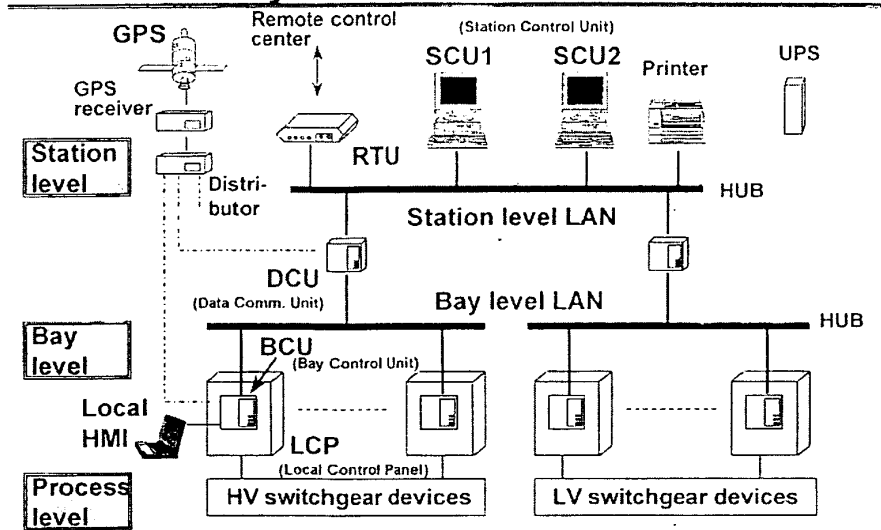 GPS
Remote control
center
(Station Control Unit)
SCU1
SCU2
Printer
UPS
GPS
receiver
RTU
Station
level
Distri-
butor
HUB
Station level LAN
DCU
(Data Comm. Unit)
Bay level LAN
HUB
Bay
level
BCU
(Bay Control Unit)
Local
HMI
LCP
(Local Control Panel)
Process
level
HV switchgear devices
LV switchgear devices